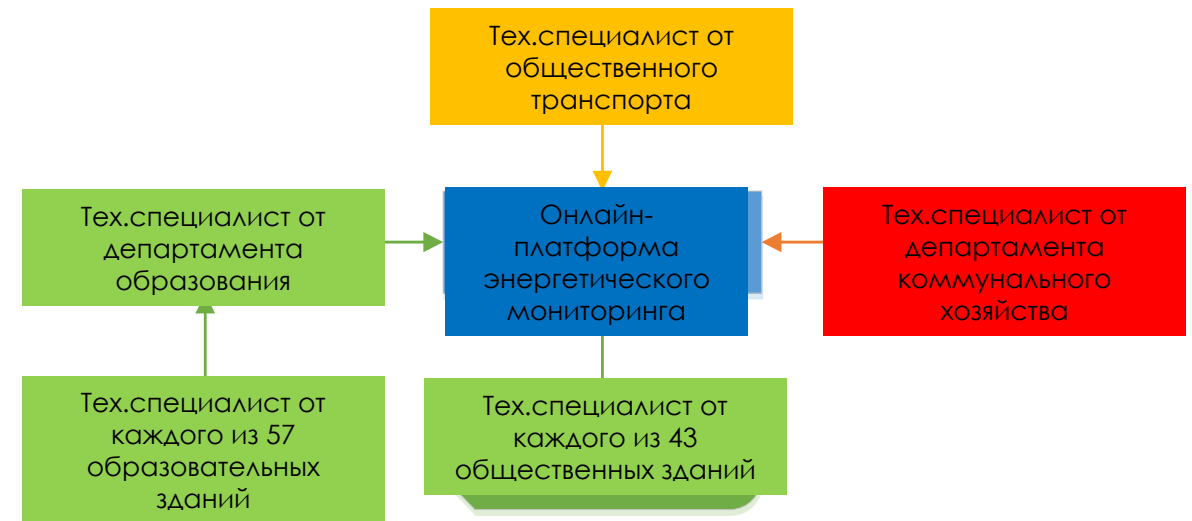 Тех.специалист от
общественного
транспорта
Тех.специалист от
департамента
образования
Онлайн-
платформа
энергетического
мониторинга
Тех.специалист от
департамента
коммунального
хозяйства
Тех.специалист от
каждого из 57
образовательных
зданий
Тех.специалист от
каждого из 43
общественных зданий